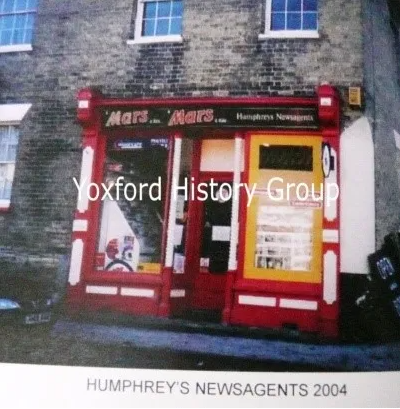 Mars Mars Humphreys Newsagents
Yoxford History Group
HUMPHREY'S NEWSAGENTS 2004